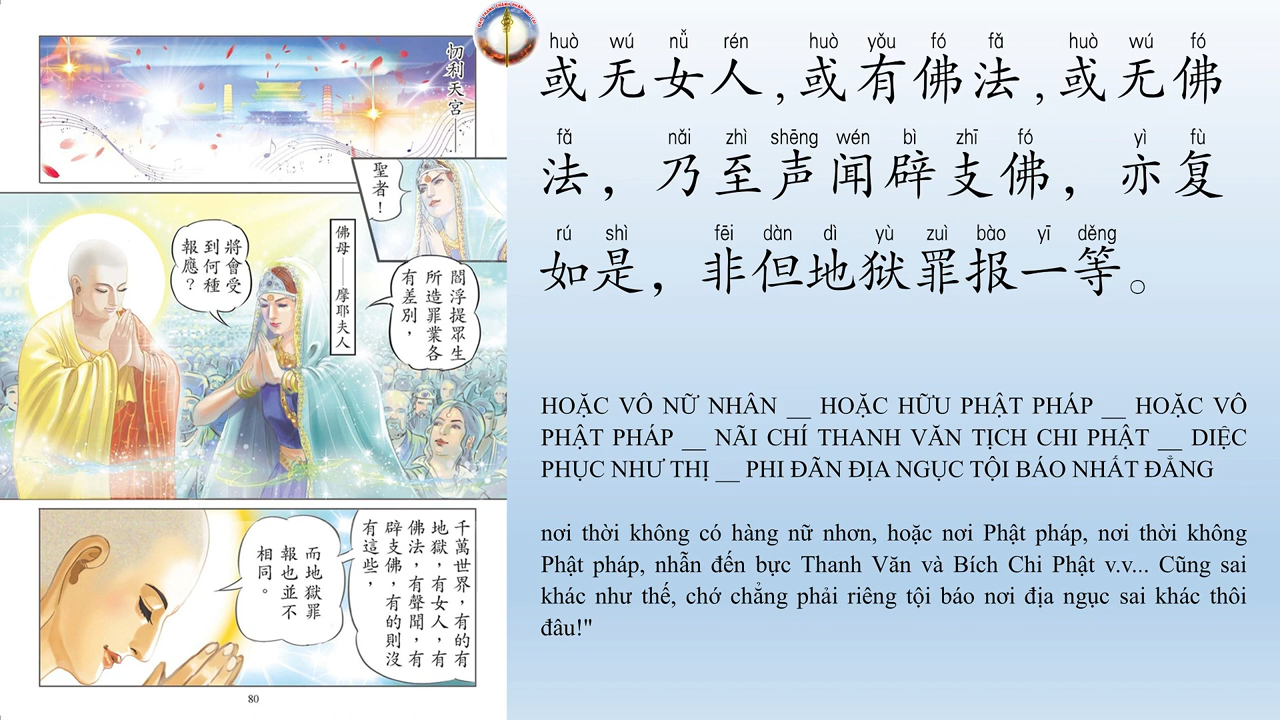 忉利天宮——
聖者！
佛母——摩耶夫人
閻浮提眾生
所造罪業各
有差別，
將會受
到何種
報應？
千萬世界，有的有
地獄，有女人，有
佛法，有聲聞，有
辟支佛，有的則沒
有這些，
而地獄罪
報也並不
相同。
80
huò wú nǚ rén huò yǒu fó fǎ huò wú fó
或无女人，或有佛法，或无佛
fǎ nǎi zhì shēng wén bì zhī fó yì fù
法，乃至声闻辟支佛，亦复
rú shì fēi dàn dì yù zuì bào yī děng
如是，非但地狱罪报一等。
HOẶC VÔ NỮ NHÂN __ HOẶC HỮU PHẬT PHÁP __ HOẶC VÔ
PHẬT PHÁP __ NÃI CHÍ THANH VĂN TỊCH CHI PHẬT __ DIỆC
PHỤC NHƯ THỊ __ PHI ĐÃN ĐỊA NGỤC TỘI BÁO NHẤT ĐẲNG
nơi thời không có hàng nữ nhơn, hoặc nơi Phật pháp, nơi thời không
Phật pháp, nhẫn đến bực Thanh Văn và Bích Chi Phật v.v... Cũng sai
khác như thế, chớ chẳng phải riêng tội báo nơi địa ngục sai khác thôi
đâu!"